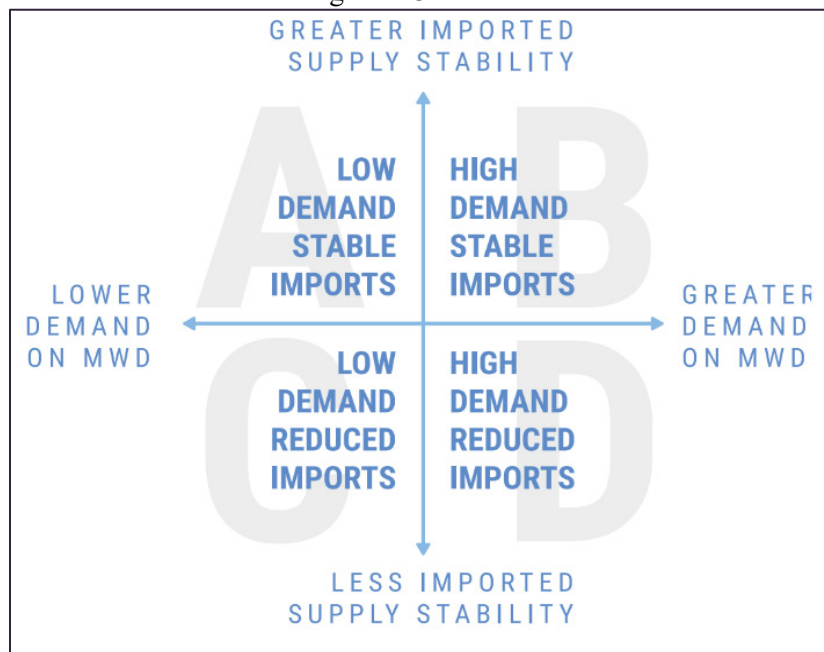 GREATER IMPORTED
SUPPLY STABILITY
A
B
LOW
DEMAND
STABLE
IMPORTS
HIGH
DEMAND
STABLE
IMPORTS
LOWER
DEMAND
ON MWD
GREATER
DEMAND
ON MWD
C
D
LOW
DEMAND
REDUCED
IMPORTS
HIGH
DEMAND
REDUCED
IMPORTS
LESS IMPORTED
SUPPLY STABILITY